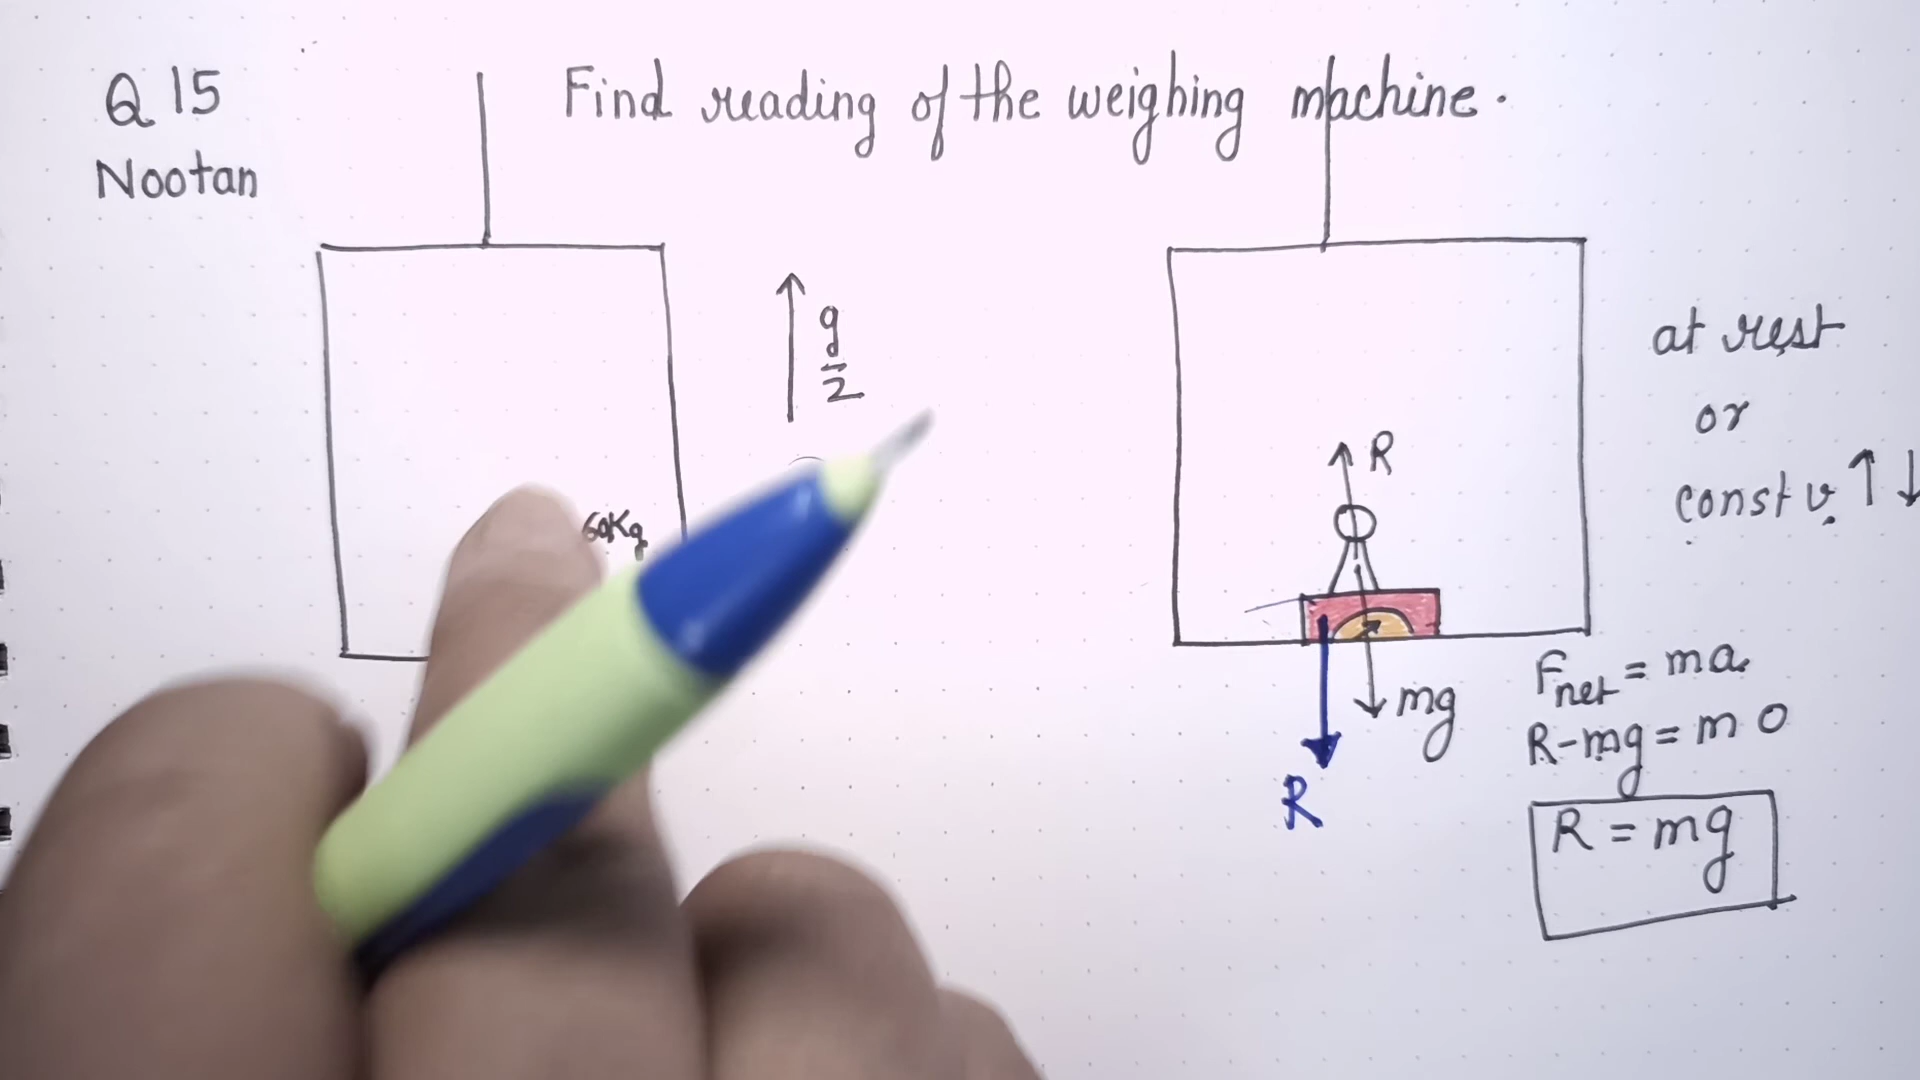 Q 15
Nootan
Find reading of the weighing machine.
g/2
60Kg
R
mg
R
at rest
or
const v ↑ ↓
Fnet = ma
R-mg = m 0
R = mg